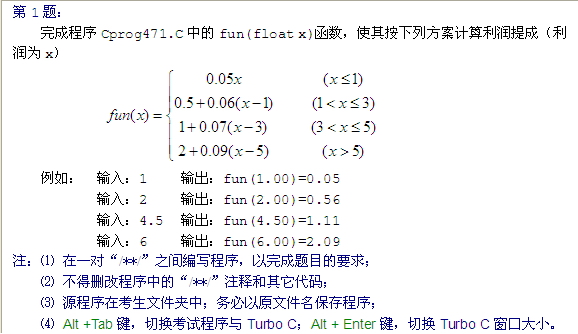 第1题:
完成程序 Cprog471.C 中的 fun(float x)函数，使其按下列方案计算利润提成（利
润为 x）
0.05x (x≤1)
0.5+0.06(x−1) (1<x≤3)
fun(x)=
1+0.07(x−3) (3<x≤5)
2+0.09(x−5) (x>5)
例如： 输入：1 输出：fun(1.00)=0.05
输入：2 输出：fun(2.00)=0.56
输入：4.5 输出：fun(4.50)=1.11
输入：6 输出：fun(6.00)=2.09
注：⑴ 在一对“/**/”之间编写程序，以完成题目的要求；
⑵ 不得删改程序中的“/**/”注释和其它代码；
⑶ 源程序在考生文件夹中；务必以原文件名保存程序；
⑷ Alt +Tab 键，切换考试程序与 Turbo C；Alt + Enter 键，切换 Turbo C 窗口大小。